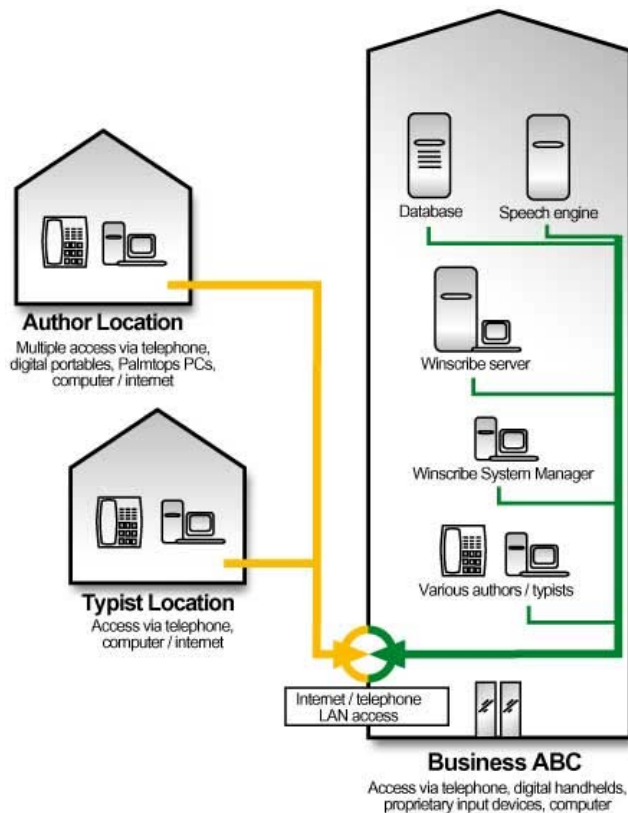 Database
Speech engine
Winscribe server
Winscribe System Manager
Various authors / typists
Author Location
Multiple access via telephone,
digital portables, Palmtops PCs,
computer / internet
Typist Location
Access via telephone,
computer / internet
Internet / telephone
LAN access
Business ABC
Access via telephone, digital handhelds,
proprietary input devices, computer